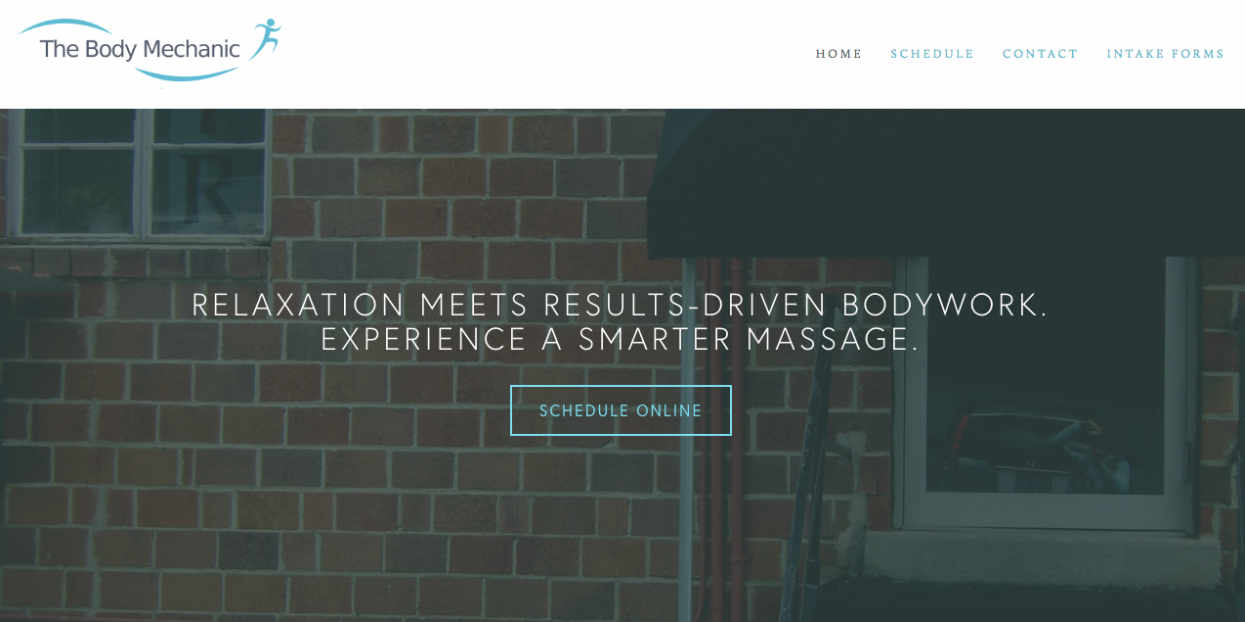 The Body Mechanic
HOME SCHEDULE CONTACT INTAKE FORMS
R
RELAXATION MEETS RESULTS-DRIVEN BODYWORK.
EXPERIENCE A SMARTER MASSAGE.
SCHEDULE ONLINE